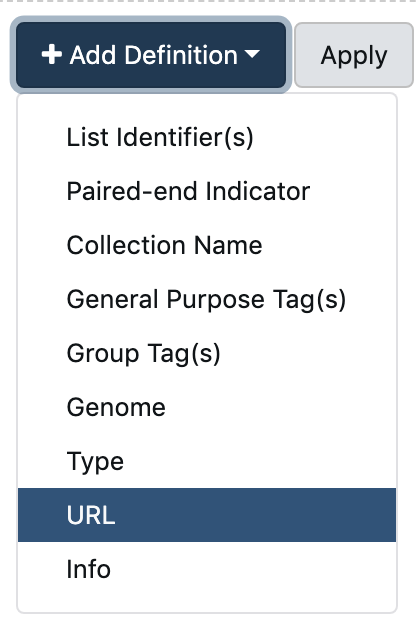 + Add Definition
Apply
List Identifier(s)
Paired-end Indicator
Collection Name
General Purpose Tag(s)
Group Tag(s)
Genome
Type
URL
Info